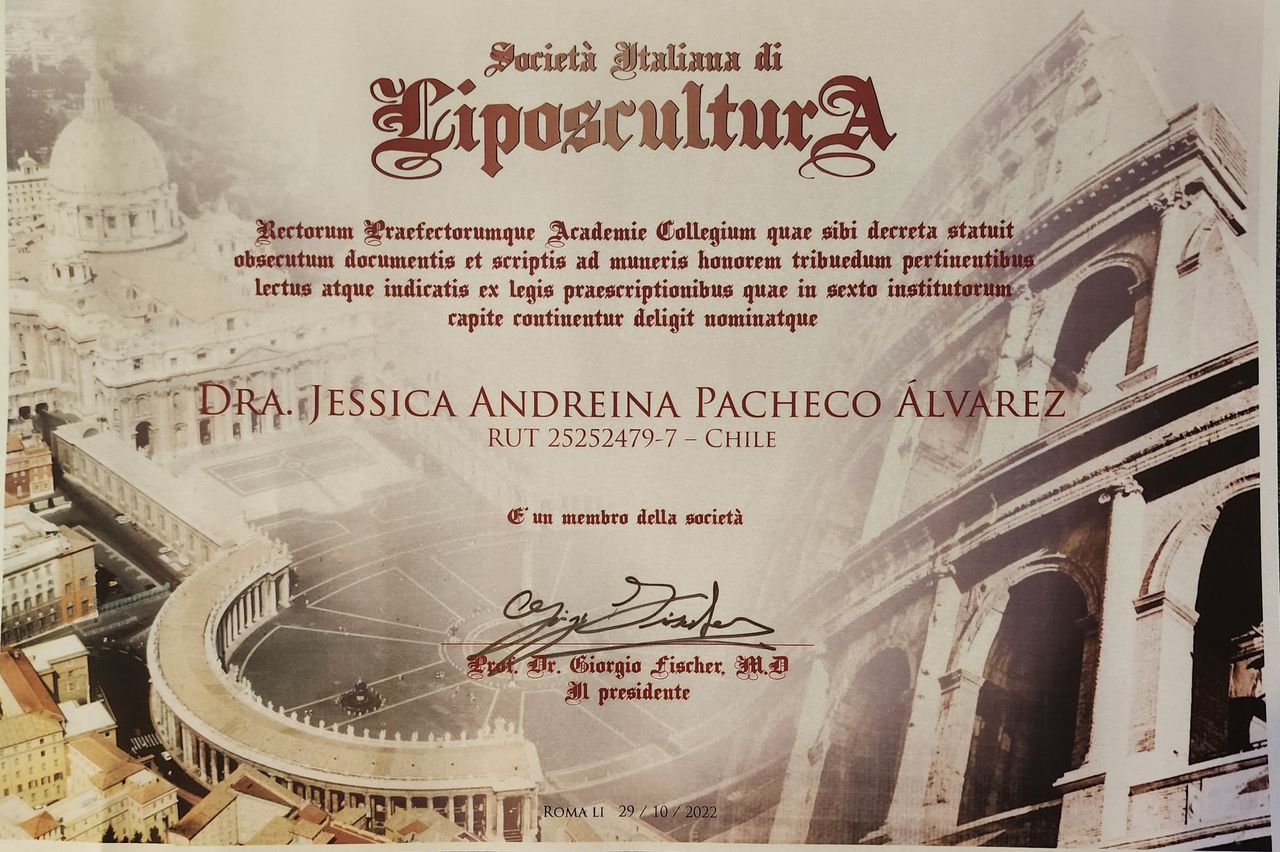 Società Italiana di
LiposculturA
Rectorum Praefectorumque Academie Collegium quae sibi decreta statuit
obsecutum documentis et scriptis ad muneris honorem tribuedum pertinentibus
lectus atque indicatis ex legis praescriptionibus quae in sexto institutorum
capite continentur deligit nominatque
DRA. JESSICA ANDREINA PACHECO ÁLVAREZ
RUT 25252479-7 – CHILE
E' un membro della società
Prof. Dr. Giorgio Fischer, M.D
Il presidente
ROMA LI 29 / 10 / 2022